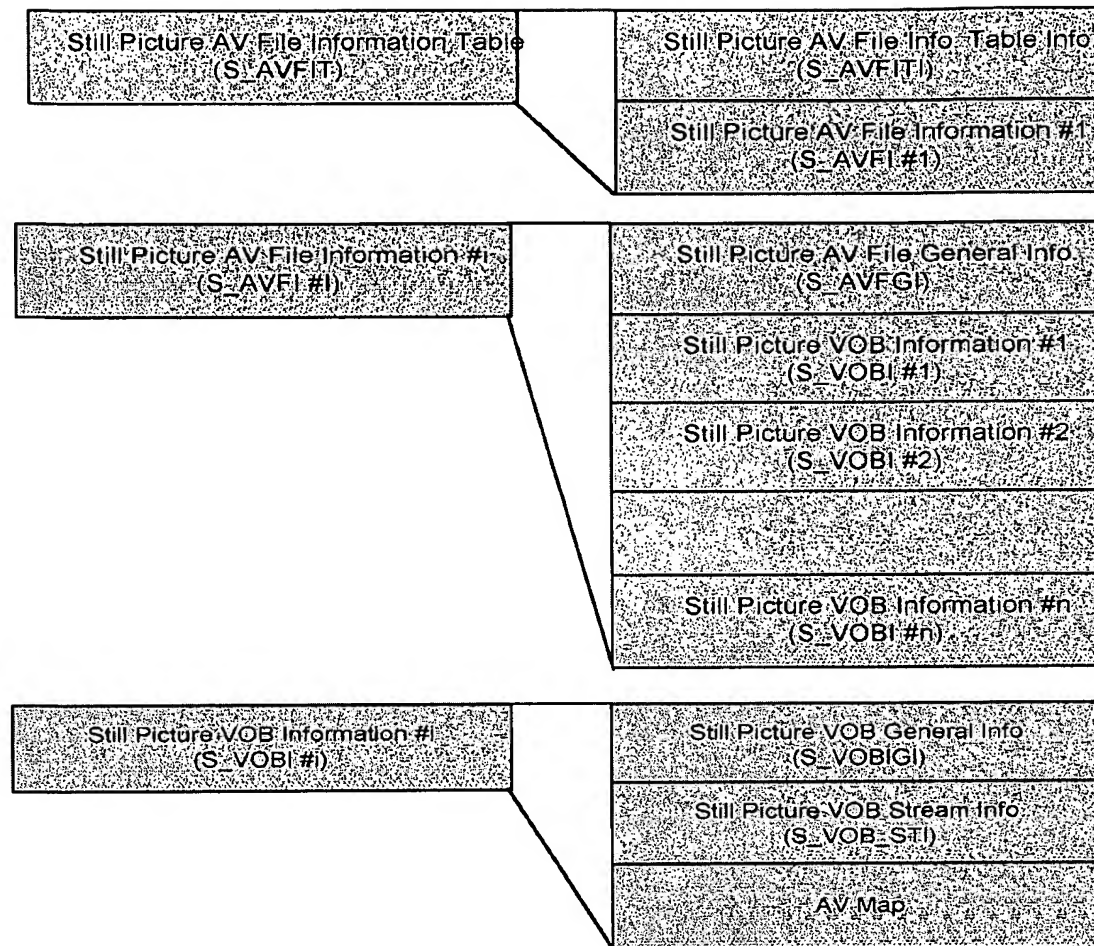 Still Picture AV File Information Table
(S_AVFIT)
Still Picture AV File Info. Table Info
(S_AVFITI)
Still Picture AV File Information #1
(S_AVFI #1)
Still Picture AV File Information #i
(S_AVFI #I)
Still Picture AV File General Info.
(S_AVFGI)
Still Picture VOB Information #1
(S_VOBI #1)
Still Picture VOB Information #2
(S_VOBI #2)
Still Picture VOB Information #n
(S_VOBI #n)
Still Picture VOB Information #i
(S_VOBI #i)
Still Picture VOB General Info
(S_VOBIGI)
Still Picture VOB Stream Info
(S_VOB_STI)
AV Map